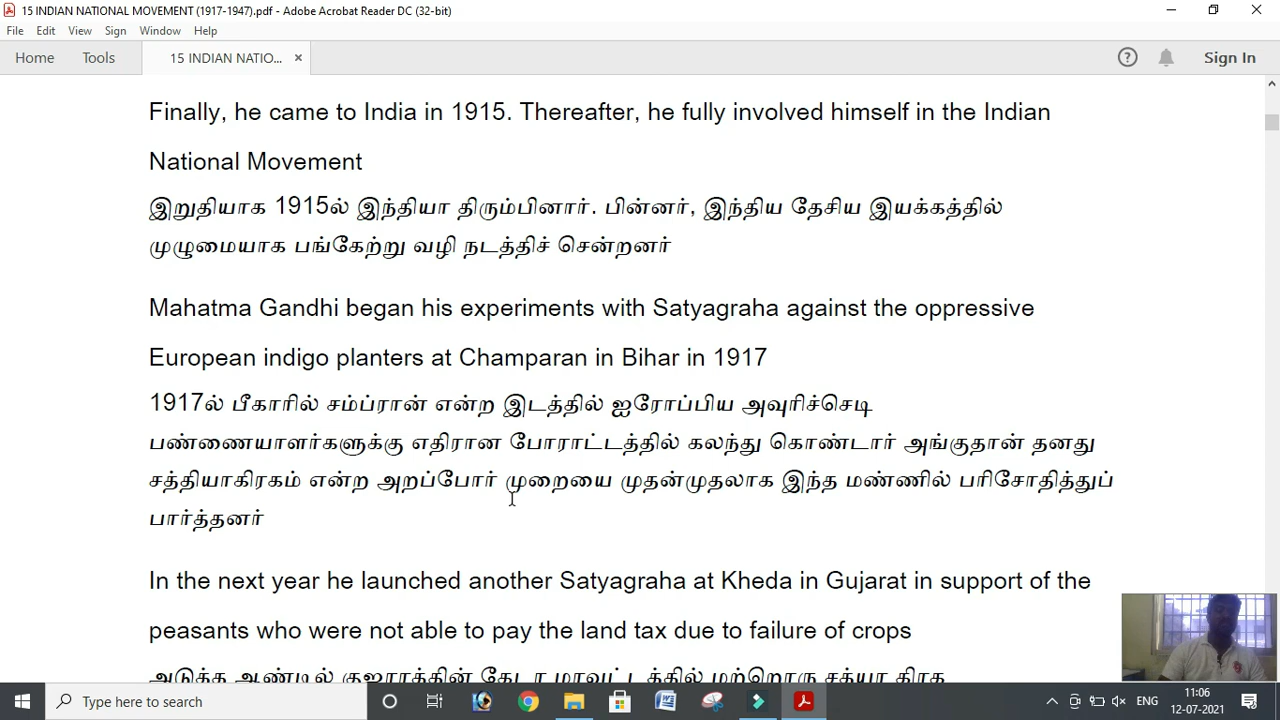 15 INDIAN NATIONAL MOVEMENT (1917-1947).pdf - Adobe Acrobat Reader DC (32-bit)
File Edit View Sign Window Help
Home Tools 15 INDIAN NATIO... × Sign In
Finally, he came to India in 1915. Thereafter, he fully involved himself in the Indian
National Movement
இறுதியாக 1915ல் இந்தியா திரும்பினார். பின்னர், இந்திய தேசிய இயக்கத்தில்
முழுமையாக பங்கேற்று வழி நடத்திச் சென்றனர்
Mahatma Gandhi began his experiments with Satyagraha against the oppressive
European indigo planters at Champaran in Bihar in 1917
1917ல் பீகாரில் சம்ப்ரான் என்ற இடத்தில் ஐரோப்பிய அவுரிச்செடி
பண்ணையாளர்களுக்கு எதிரான போராட்டத்தில் கலந்து கொண்டார் அங்குதான் தனது
சத்தியாகிரகம் என்ற அறப்போர் முறையை முதன்முதலாக இந்த மண்ணில் பரிசோதித்துப்
பார்த்தனர்
In the next year he launched another Satyagraha at Kheda in Gujarat in support of the
peasants who were not able to pay the land tax due to failure of crops
அடுத்த ஆண்டில் குஜராத்தின் கேடா மாவட்டத்தில் மற்றொரு சத்யா
Type here to search
ENG 11:06
12-07-2021